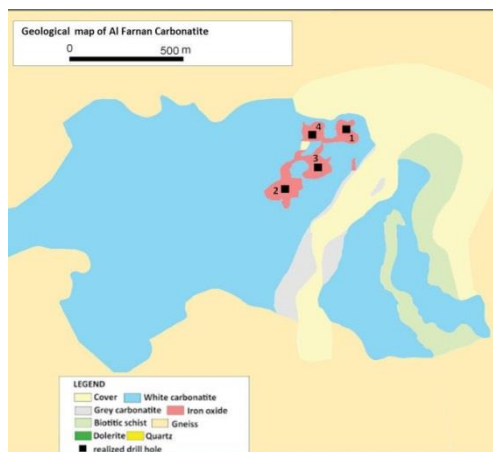 Geological map of Al Farnan Carbonatite
0 500 m
4
1
3
2
LEGEND
Cover White carbonatite
Grey carbonatite Iron oxide
Biotitic schist Gneiss
Dolerite Quartz
realized drill hole